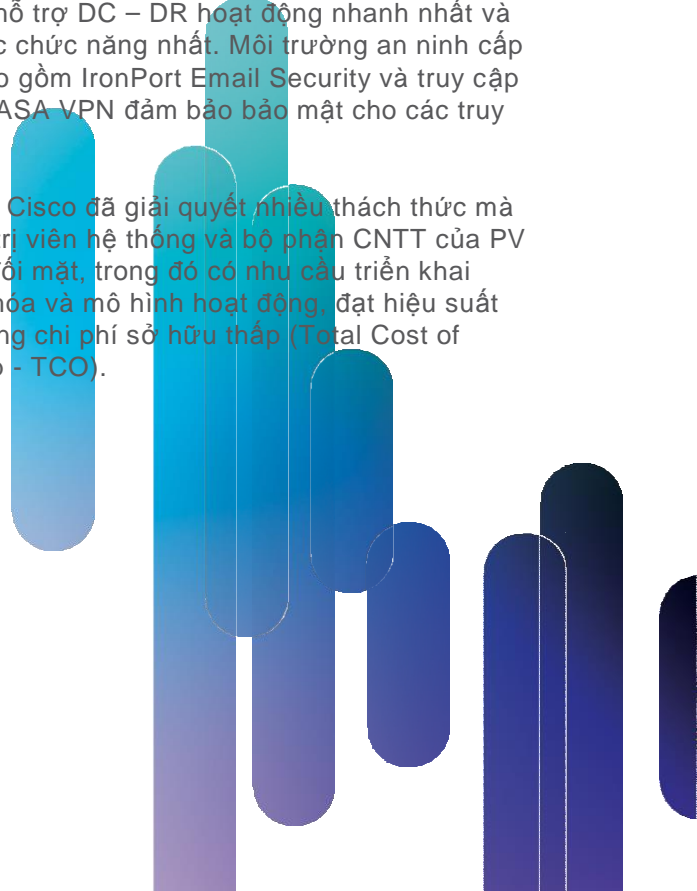 hỗ trợ DC – DR hoạt động nhanh nhất và
chức năng nhất. Môi trường an ninh cấp
gồm IronPort Email Security và truy cập
ASA VPN đảm bảo bảo mật cho các truy
Cisco đã giải quyết nhiều thách thức mà
trị viên hệ thống và bộ phận CNTT của PV
đối mặt, trong đó có nhu cầu triển khai
hóa và mô hình hoạt động, đạt hiệu suất
chi phí sở hữu thấp (Total Cost of
- TCO).